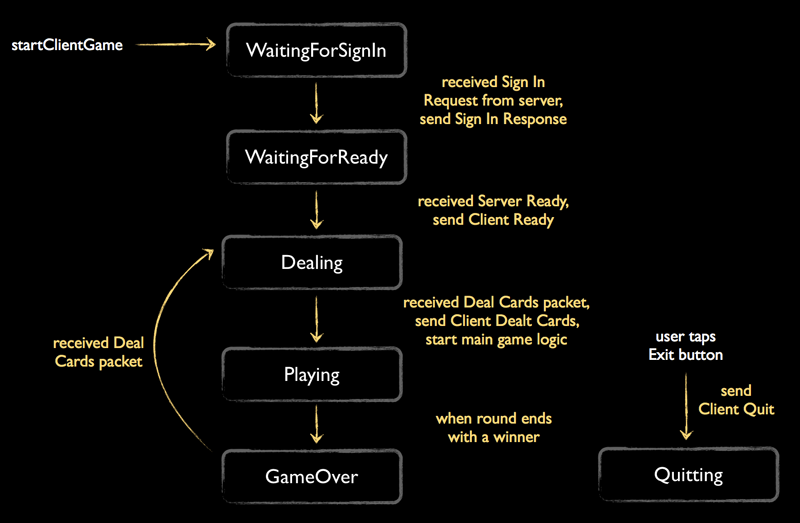 startClientGame
WaitingForSignIn
received Sign In
Request from server,
send Sign In Response
WaitingForReady
received Server Ready,
send Client Ready
Dealing
received Deal Cards packet,
send Client Dealt Cards,
start main game logic
received Deal
Cards packet
user taps
Exit button
Playing
send
Client Quit
when round ends
with a winner
GameOver
Quitting